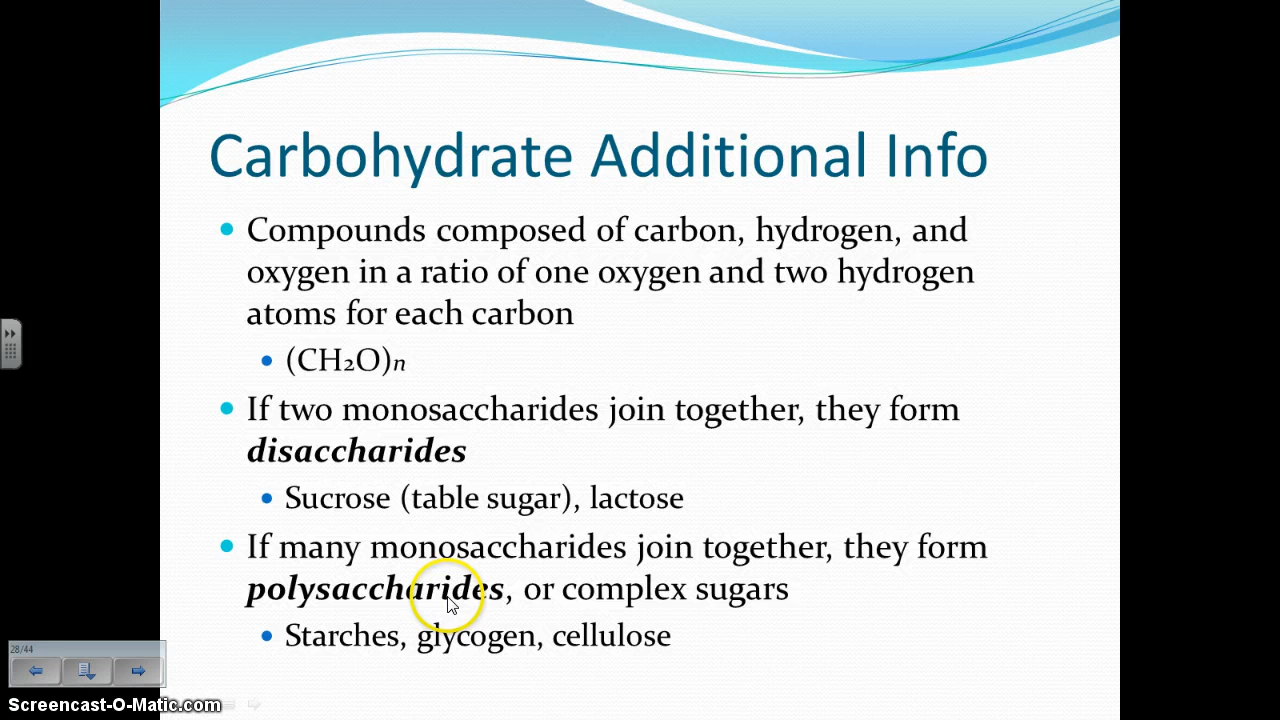 Carbohydrate Additional Info
• Compounds composed of carbon, hydrogen, and
oxygen in a ratio of one oxygen and two hydrogen
atoms for each carbon
• (CH₂O)n
• If two monosaccharides join together, they form
disaccharides
• Sucrose (table sugar), lactose
• If many monosaccharides join together, they form
polysaccharides, or complex sugars
• Starches, glycogen, cellulose
28/44
Screencast-O-Matic.com